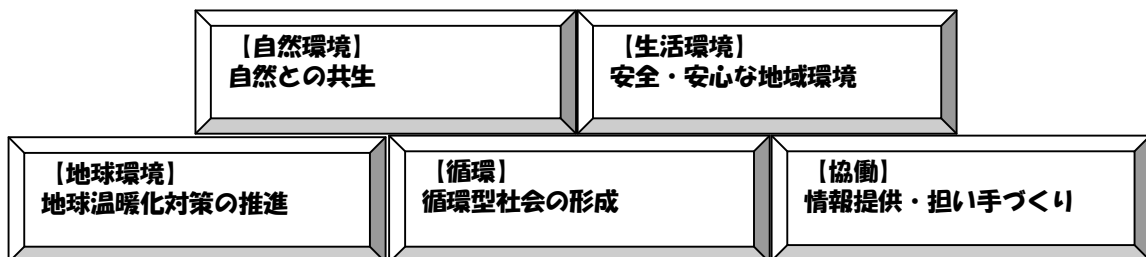 【自然環境】
自然との共生
【生活環境】
安全・安心な地域環境
【地球環境】
地球温暖化対策の推進
【循環】
循環型社会の形成
【協働】
情報提供・担い手づくり